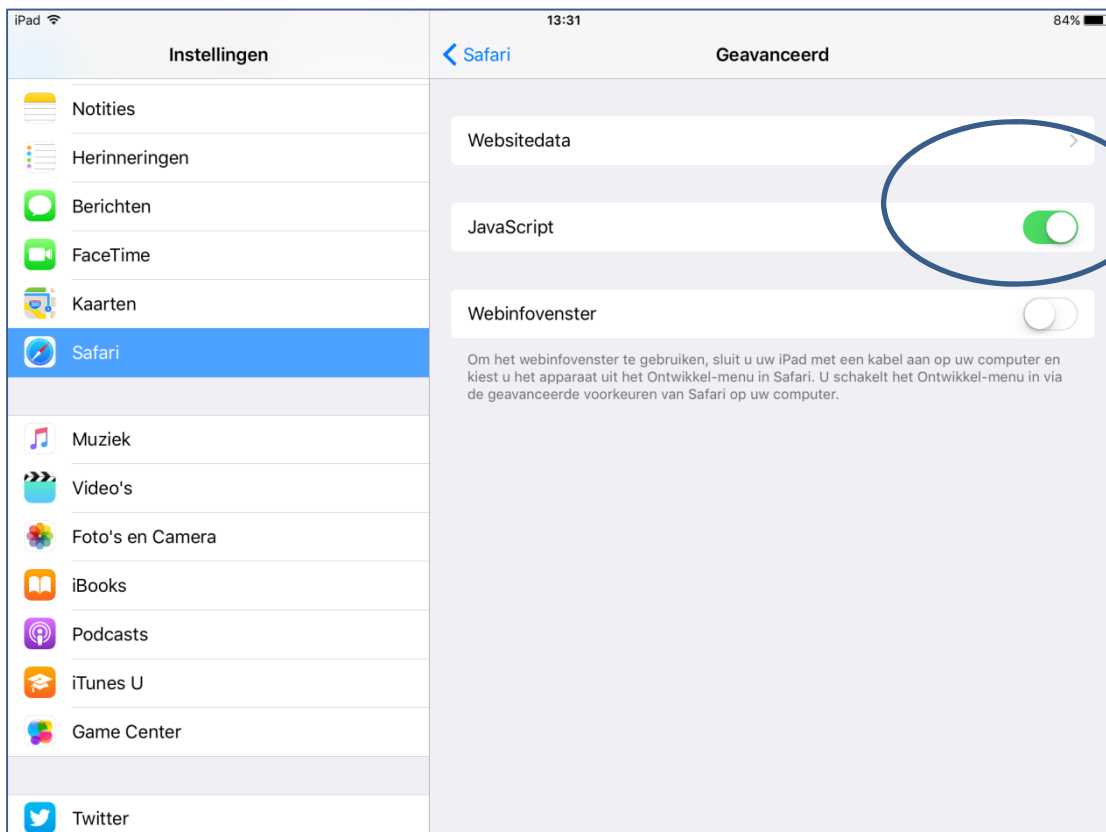 iPad 13:31 84%
Instellingen
Safari Geavanceerd
Notities
Herinneringen
Berichten
FaceTime
Kaarten
Safari
Muziek
Video's
Foto's en Camera
iBooks
Podcasts
iTunes U
Game Center
Twitter
Websitedata
JavaScript
Webinfovenster
Om het webinfovenster te gebruiken, sluit u uw iPad met een kabel aan op uw computer en
kiest u het apparaat uit het Ontwikkel-menu in Safari. U schakelt het Ontwikkel-menu in via
de geavanceerde voorkeuren van Safari op uw computer.